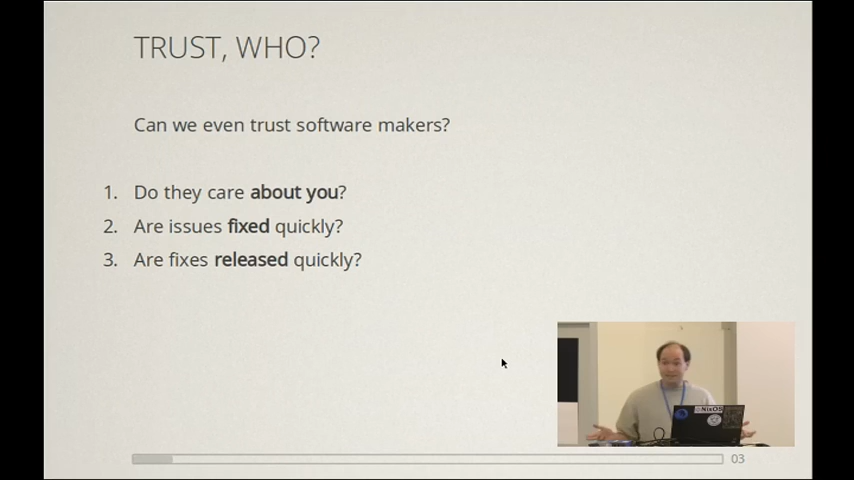 TRUST, WHO?
Can we even trust software makers?
1. Do they care about you?
2. Are issues fixed quickly?
3. Are fixes released quickly?
NixOS
03